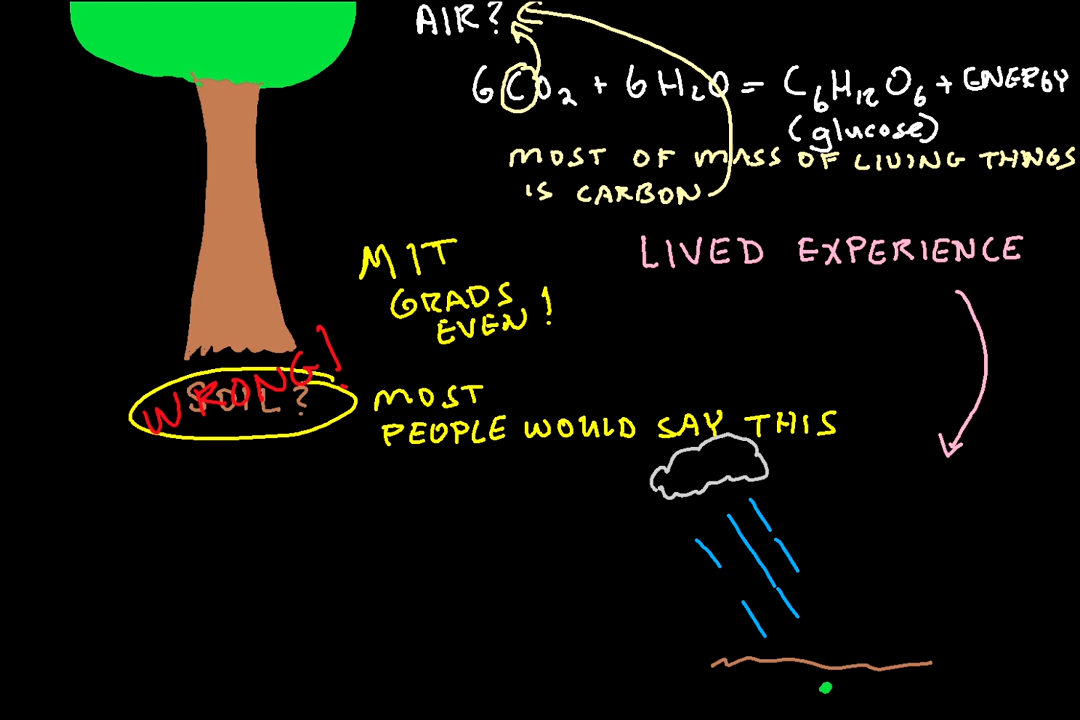 AIR?
6CO2 + 6H2O = C6H12O6 + ENERGY
(glucose)
MOST OF MASS OF LIVING THINGS
IS CARBON
LIVED EXPERIENCE
MIT
GRADS
EVEN!
WRONG!
SOIL?
MOST
PEOPLE WOULD SAY THIS